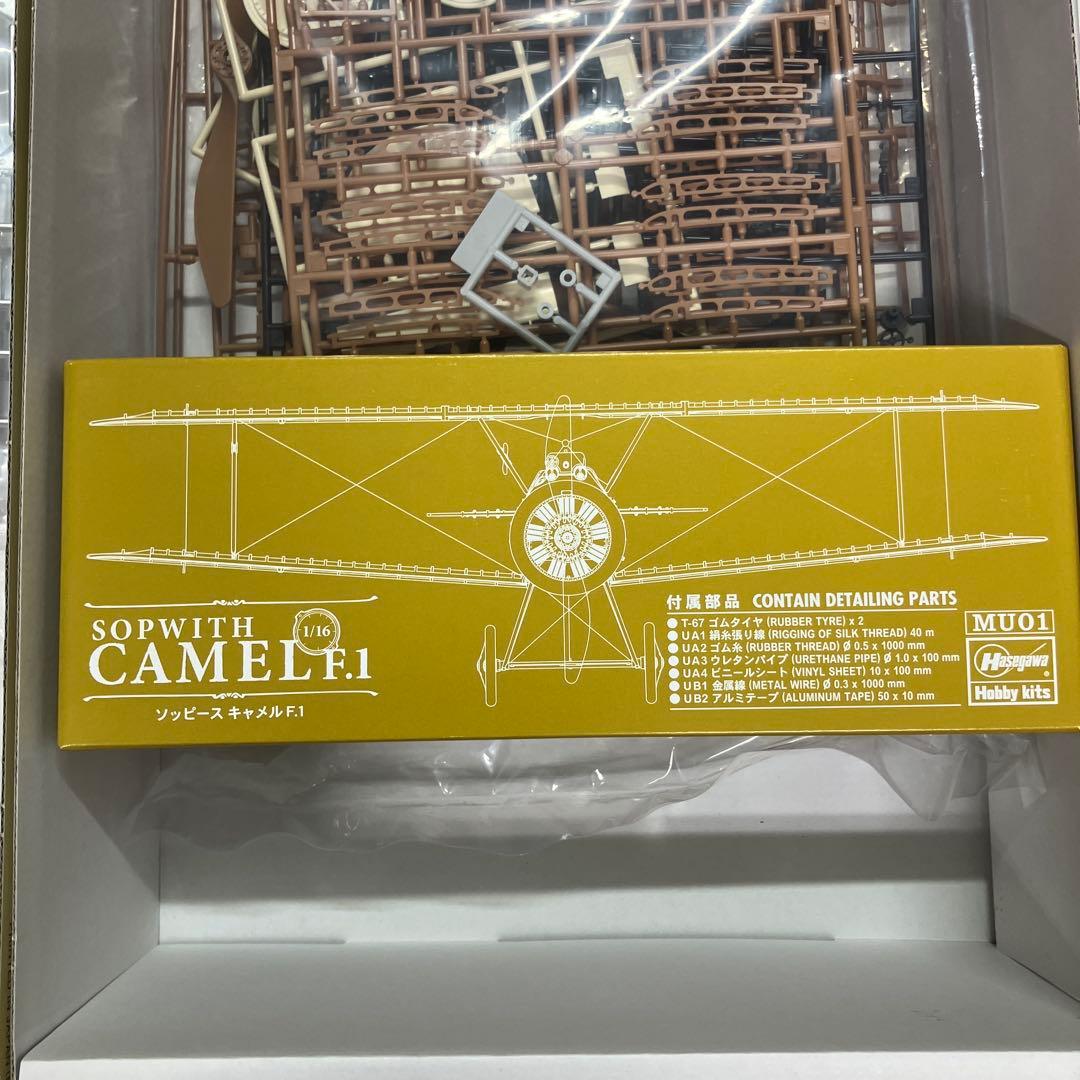 SOPWITH
1/16
CAMEL F.1
ソッピース キャメル F.1
付属部品 CONTAIN DETAILING PARTS
● T-67 ゴムタイヤ (RUBBER TYRE) x 2
● UA1 絹糸張り線 (RIGGING OF SILK THREAD) 40 m
● UA2 ゴム糸 (RUBBER THREAD) Ø 0.5 x 1000 mm
● UA3 ウレタンパイプ (URETHANE PIPE) Ø 1.0 x 100 mm
● UA4 ビニールシート (VINYL SHEET) 10 x 100 mm
● UB1 金属線 (METAL WIRE) Ø 0.3 x 1000 mm
● UB2 アルミテープ (ALUMINUM TAPE) 50 x 10 mm
MU01
Hasegawa®
Hobby kits